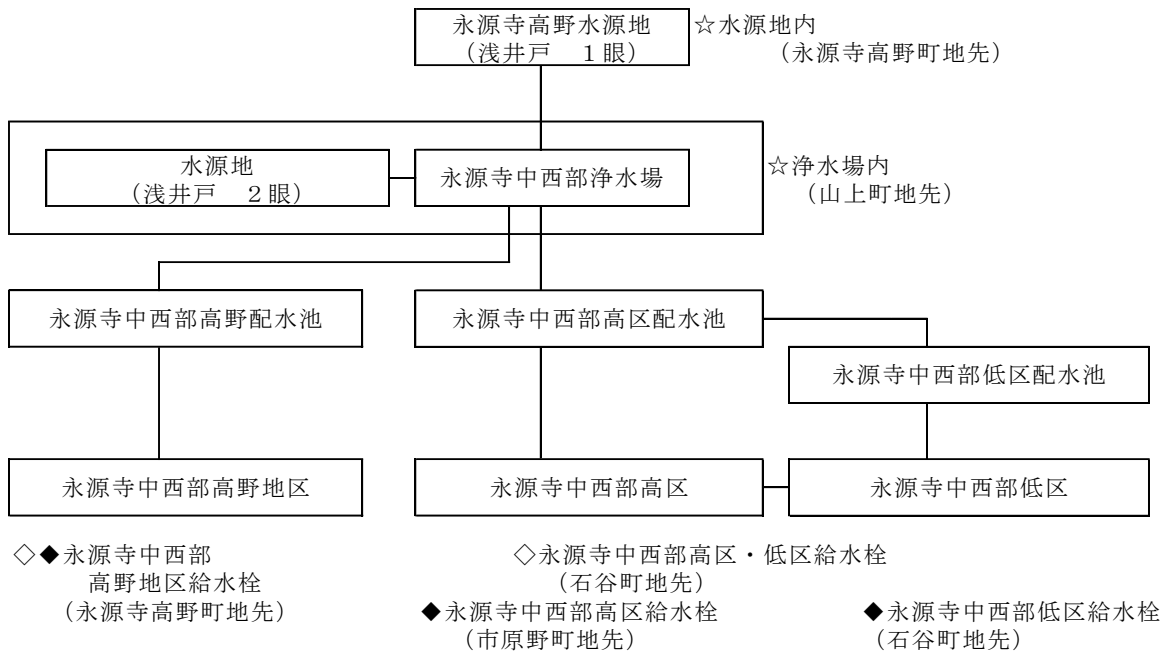 永源寺高野水源地
(浅井戸　１眼)
☆水源地内
(永源寺高野町地先)
水源地
(浅井戸　２眼)
永源寺中西部浄水場
☆浄水場内
(山上町地先)
永源寺中西部高野配水池
永源寺中西部高区配水池
永源寺中西部低区配水池
永源寺中西部高野地区
永源寺中西部高区
永源寺中西部低区
◇◆永源寺中西部
高野地区給水栓
(永源寺高野町地先)
◇永源寺中西部高区・低区給水栓
(石谷町地先)
◆永源寺中西部高区給水栓
(市原野町地先)
◆永源寺中西部低区給水栓
(石谷町地先)